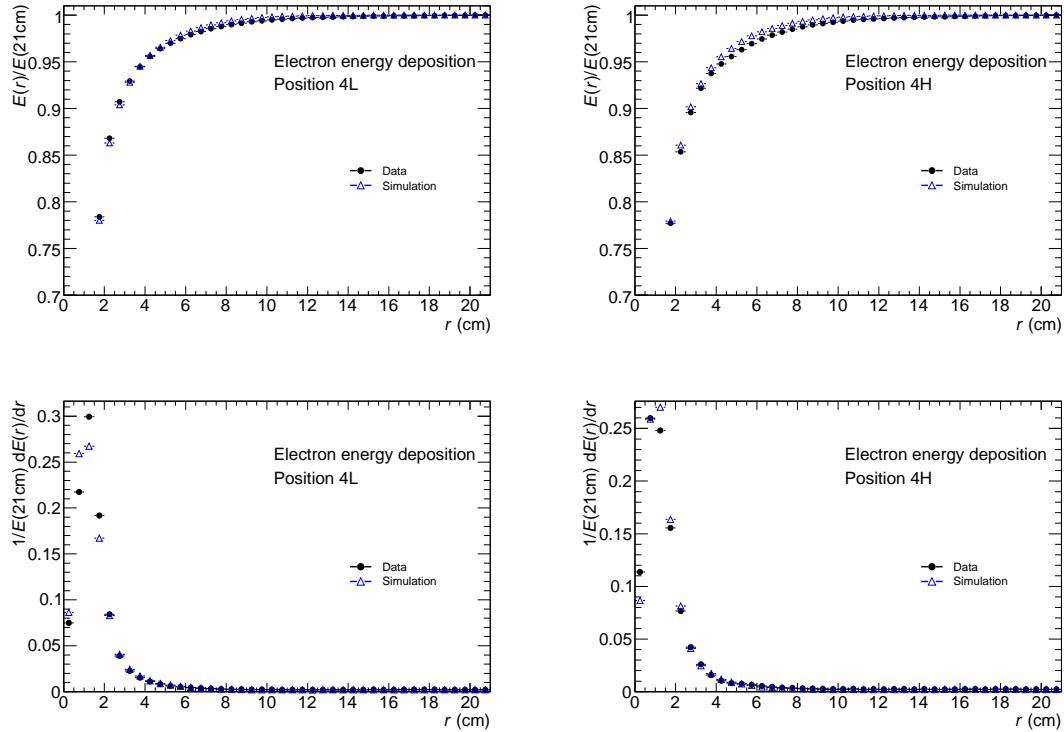 E(r)/E(21cm)
1
0.95
0.9
0.85
0.8
0.75
0.7
Electron energy deposition
Position 4L
Data
Simulation
0 2 4 6 8 10 12 14 16 18 20
r (cm)
E(r)/E(21cm)
1
0.95
0.9
0.85
0.8
0.75
0.7
Electron energy deposition
Position 4H
Data
Simulation
0 2 4 6 8 10 12 14 16 18 20
r (cm)
1/E(21cm) dE(r)/dr
0.3
0.25
0.2
0.15
0.1
0.05
0
Electron energy deposition
Position 4L
Data
Simulation
0 2 4 6 8 10 12 14 16 18 20
r (cm)
1/E(21cm) dE(r)/dr
0.25
0.2
0.15
0.1
0.05
0
Electron energy deposition
Position 4H
Data
Simulation
0 2 4 6 8 10 12 14 16 18 20
r (cm)